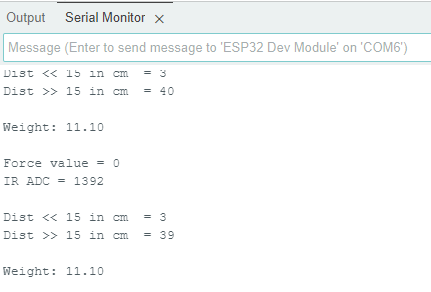 Output Serial Monitor ×
Message (Enter to send message to 'ESP32 Dev Module' on 'COM6')
Dist << 15 in cm = 3
Dist >> 15 in cm = 40
Weight: 11.10
Force value = 0
IR ADC = 1392
Dist << 15 in cm = 3
Dist >> 15 in cm = 39
Weight: 11.10